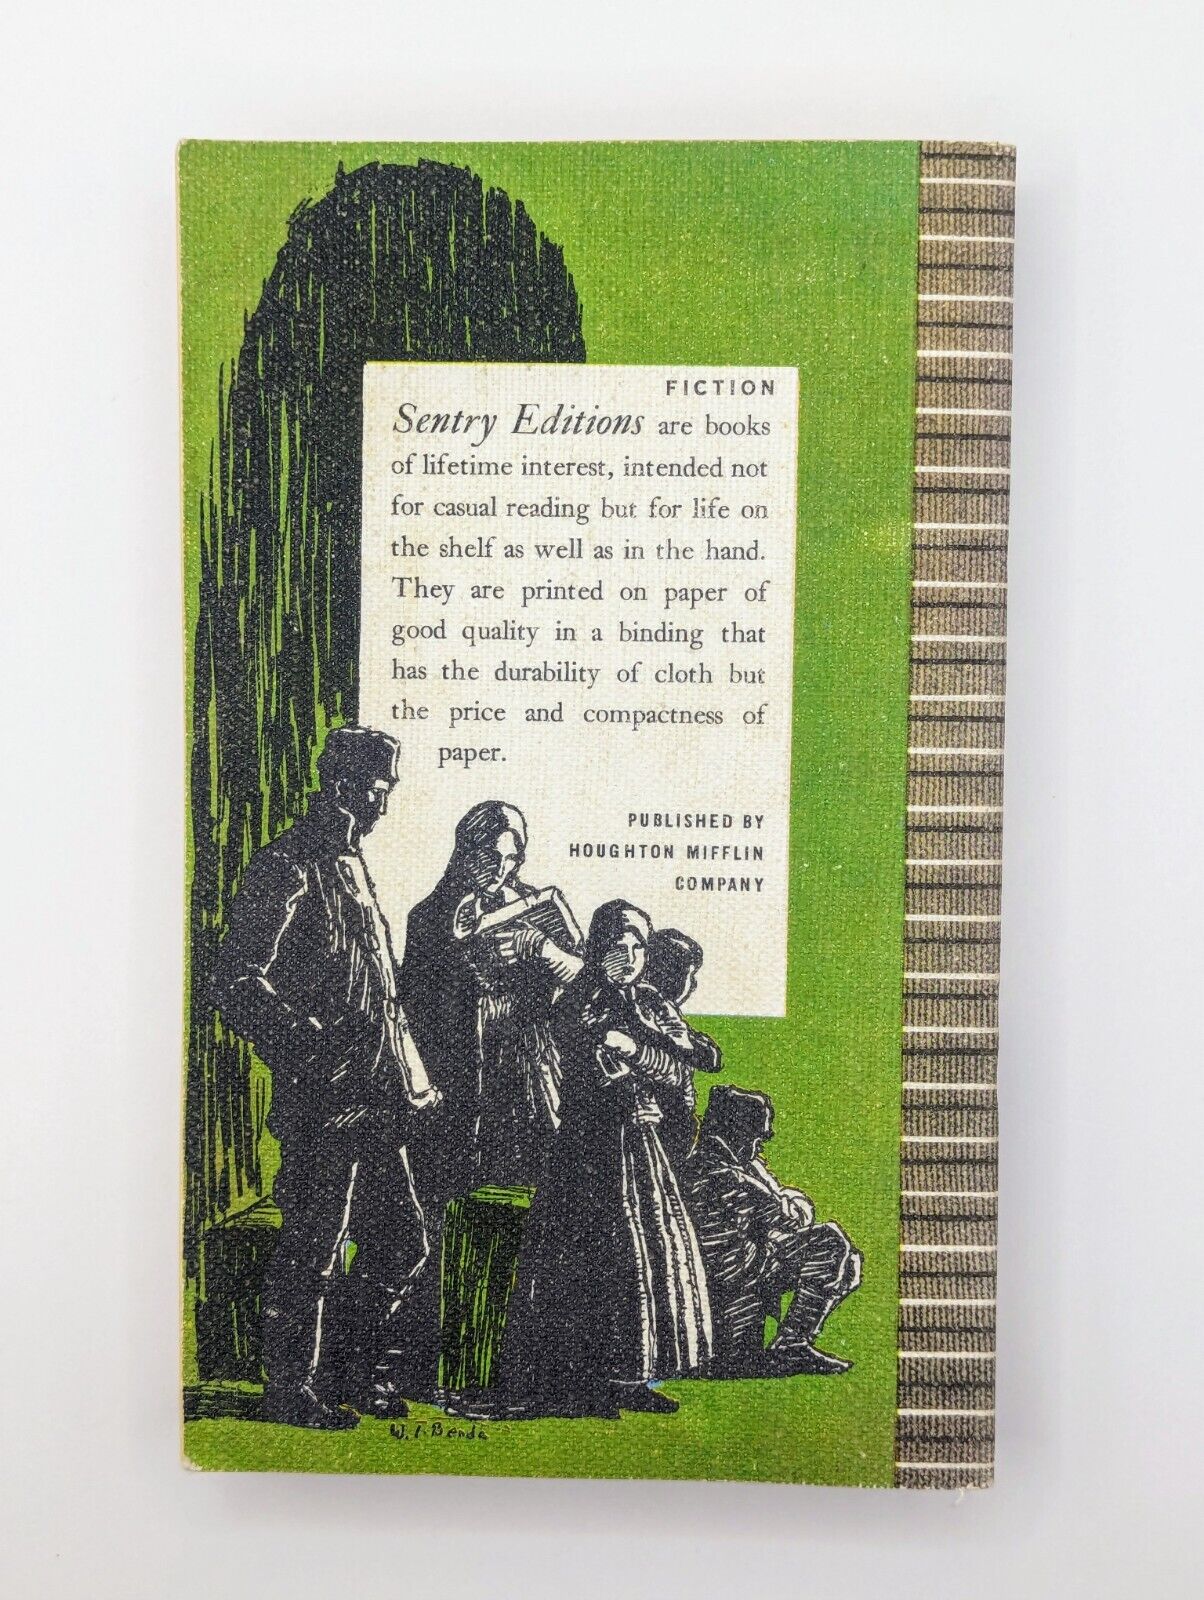 FICTION
Sentry Editions are books
of lifetime interest, intended not
for casual reading but for life on
the shelf as well as in the hand.
They are printed on paper of
good quality in a binding that
has the durability of cloth but
the price and compactness of
paper.
PUBLISHED BY
HOUGHTON MIFFLIN
COMPANY
W. T. Benda